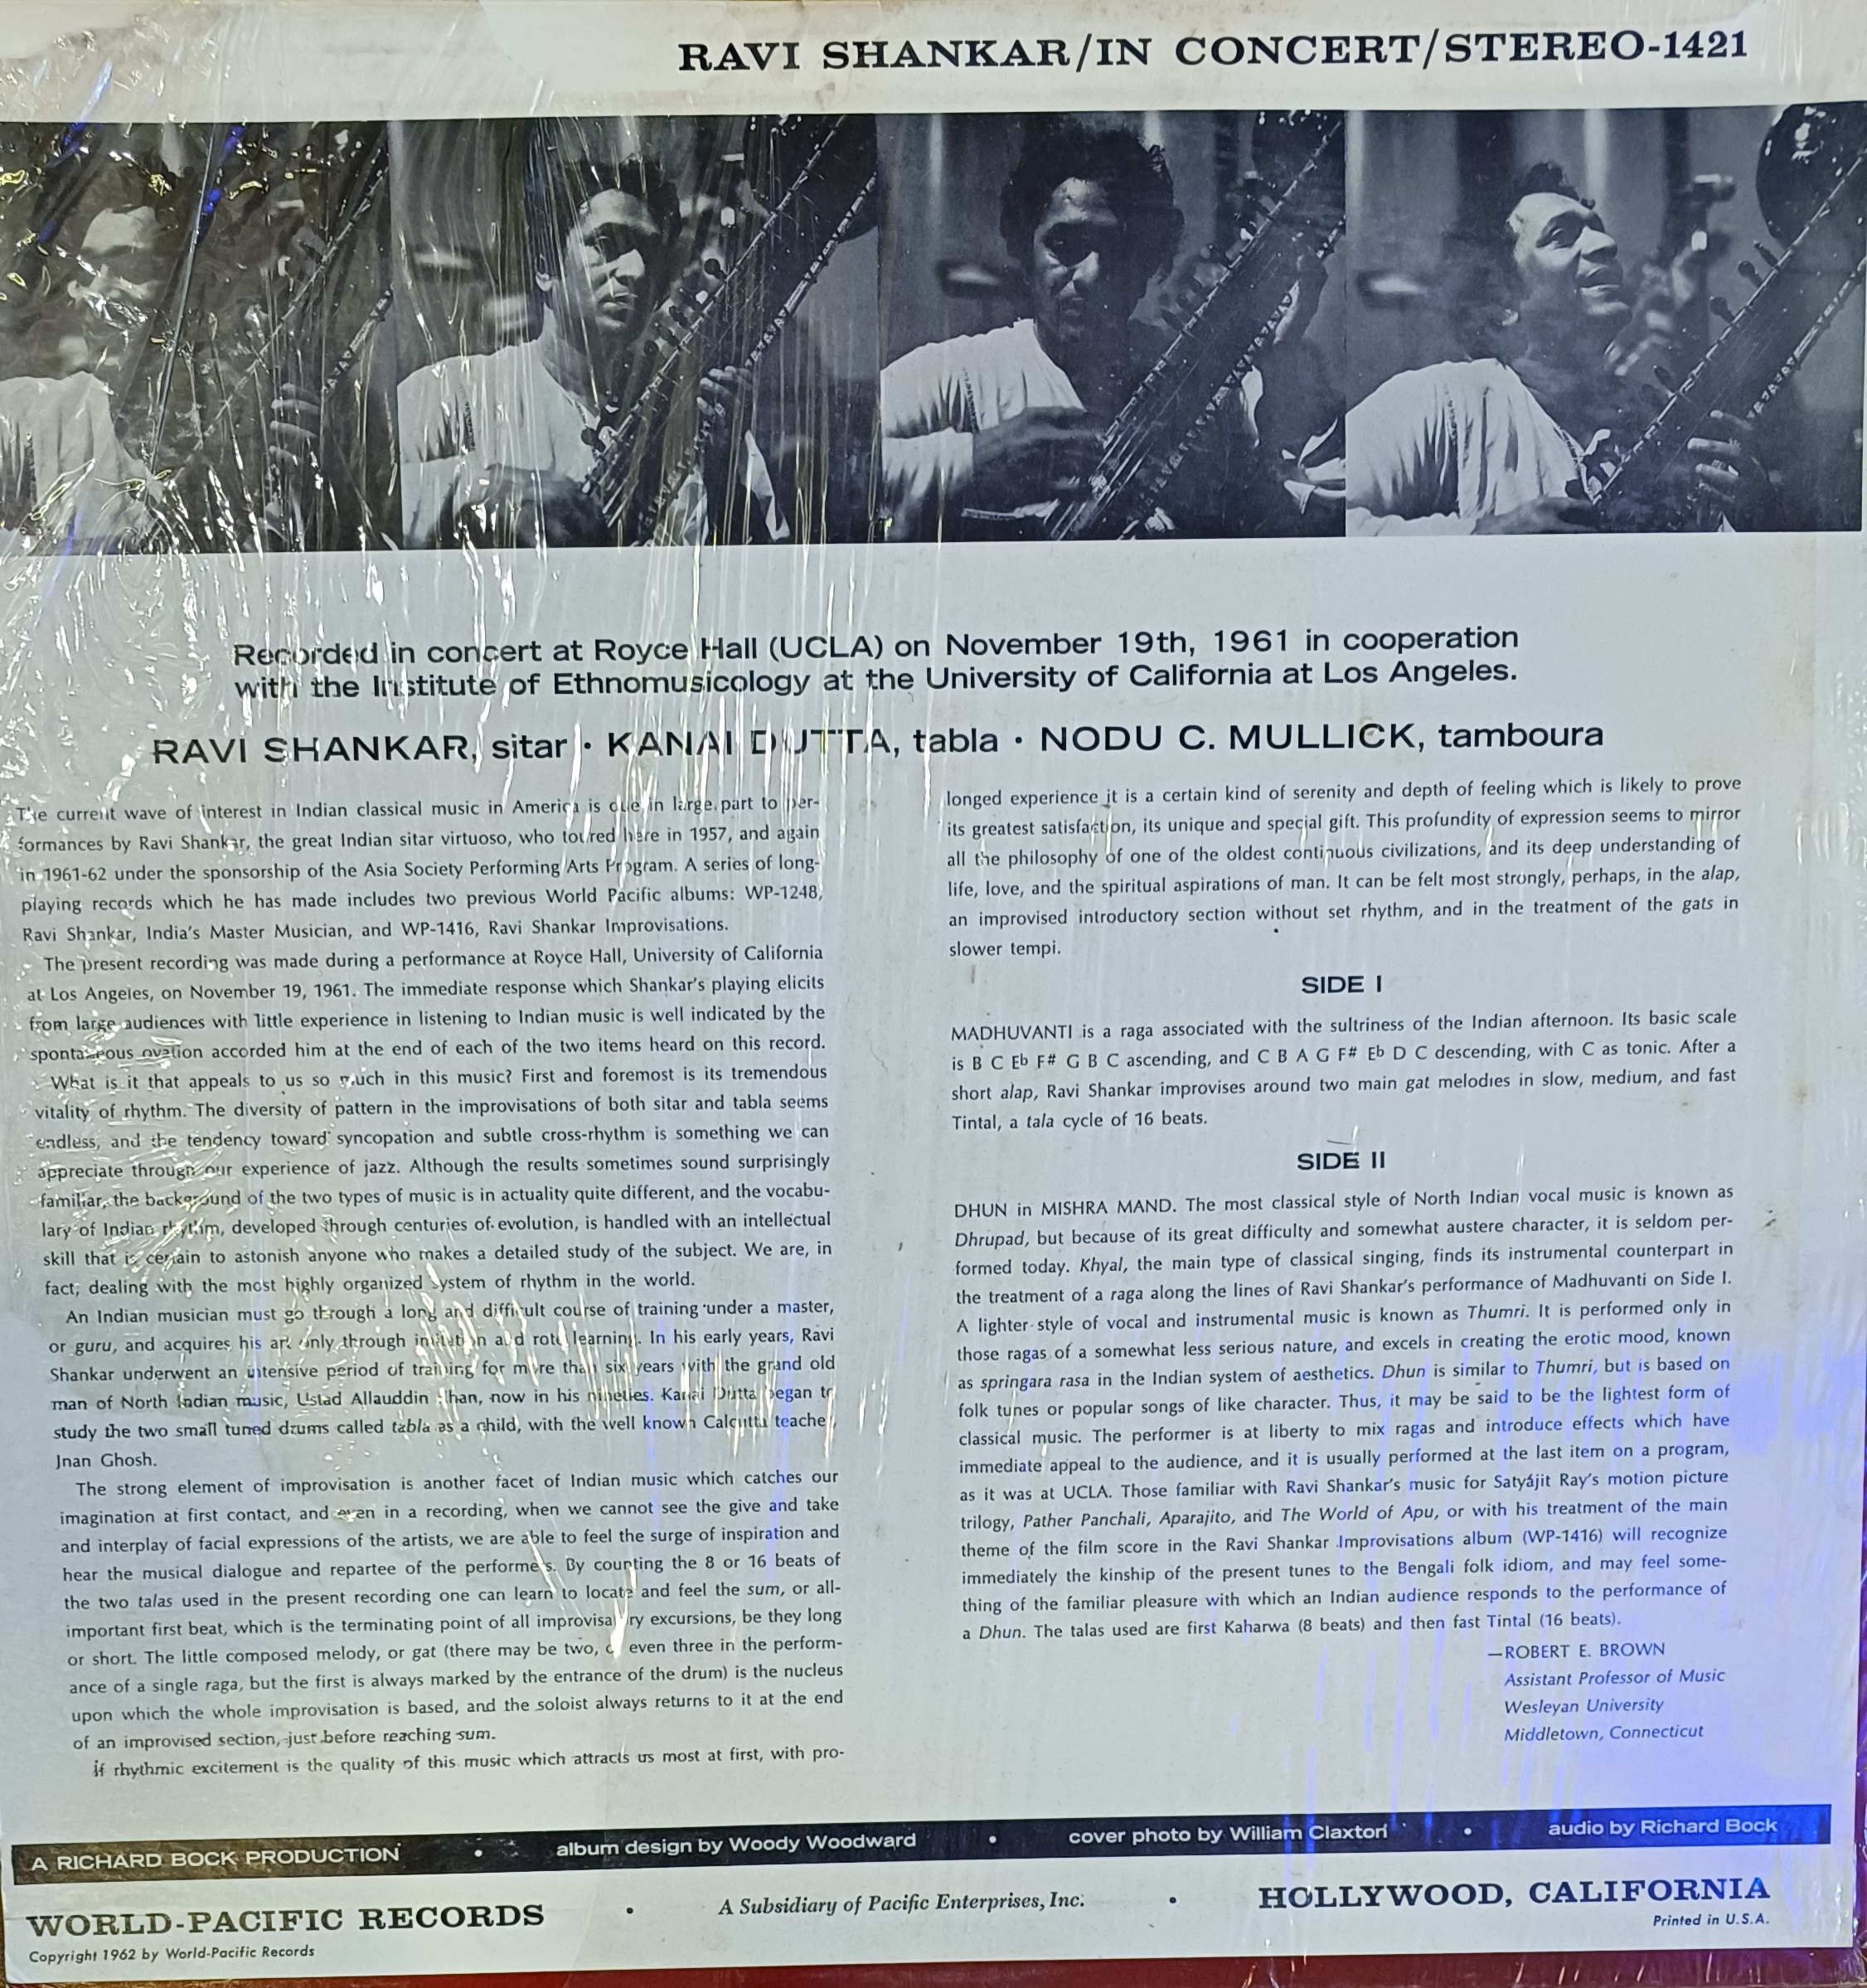 RAVI SHANKAR/IN CONCERT/STEREO-1421
Recorded in concert at Royce Hall (UCLA) on November 19th, 1961 in cooperation
with the Institute of Ethnomusicology at the University of California at Los Angeles.
RAVI SHANKAR, sitar • KANAI DUTTA, tabla • NODU C. MULLICK, tamboura
The current wave of interest in Indian classical music in America is due in large part to per-
formances by Ravi Shankar, the great Indian sitar virtuoso, who toured here in 1957, and again
in 1961-62 under the sponsorship of the Asia Society Performing Arts Program. A series of long-
playing records which he has made includes two previous World Pacific albums: WP-1248,
Ravi Shankar, India's Master Musician, and WP-1416, Ravi Shankar Improvisations.
The present recording was made during a performance at Royce Hall, University of California
at Los Angeles, on November 19, 1961. The immediate response which Shankar's playing elicits
from large audiences with little experience in listening to Indian music is well indicated by the
spontaneous ovation accorded him at the end of each of the two items heard on this record.
What is it that appeals to us so much in this music? First and foremost is its tremendous
vitality of rhythm. The diversity of pattern in the improvisations of both sitar and tabla seems
endless, and the tendency toward syncopation and subtle cross-rhythm is something we can
appreciate through our experience of jazz. Although the results sometimes sound surprisingly
familiar, the background of the two types of music is in actuality quite different, and the vocabu-
lary of Indian rhythm, developed through centuries of evolution, is handled with an intellectual
skill that is certain to astonish anyone who makes a detailed study of the subject. We are, in
fact, dealing with the most highly organized system of rhythm in the world.
An Indian musician must go through a long and difficult course of training under a master,
or guru, and acquires his art only through imitation and rote learning. In his early years, Ravi
Shankar underwent an intensive period of training for more than six years with the grand old
man of North Indian music, Ustad Allauddin Khan, now in his nineties. Kanai Dutta began to
study the two small tuned drums called tabla as a child, with the well known Calcutta teacher,
Jnan Ghosh.
The strong element of improvisation is another facet of Indian music which catches our
imagination at first contact, and even in a recording, when we cannot see the give and take
and interplay of facial expressions of the artists, we are able to feel the surge of inspiration and
hear the musical dialogue and repartee of the performers. By counting the 8 or 16 beats of
the two talas used in the present recording one can learn to locate and feel the sum, or all-
important first beat, which is the terminating point of all improvisatory excursions, be they long
or short. The little composed melody, or gat (there may be two, or even three in the perform-
ance of a single raga, but the first is always marked by the entrance of the drum) is the nucleus
upon which the whole improvisation is based, and the soloist always returns to it at the end
of an improvised section, just before reaching sum.
If rhythmic excitement is the quality of this music which attracts us most at first, with pro-
longed experience it is a certain kind of serenity and depth of feeling which is likely to prove
its greatest satisfaction, its unique and special gift. This profundity of expression seems to mirror
all the philosophy of one of the oldest continuous civilizations, and its deep understanding of
life, love, and the spiritual aspirations of man. It can be felt most strongly, perhaps, in the alap,
an improvised introductory section without set rhythm, and in the treatment of the gats in
slower tempi.
SIDE I
MADHUVANTI is a raga associated with the sultriness of the Indian afternoon. Its basic scale
is B C Eb F# G B C ascending, and C B A G F# Eb D C descending, with C as tonic. After a
short alap, Ravi Shankar improvises around two main gat melodies in slow, medium, and fast
Tintal, a tala cycle of 16 beats.
SIDE II
DHUN in MISHRA MAND. The most classical style of North Indian vocal music is known as
Dhrupad, but because of its great difficulty and somewhat austere character, it is seldom per-
formed today. Khyal, the main type of classical singing, finds its instrumental counterpart in
the treatment of a raga along the lines of Ravi Shankar's performance of Madhuvanti on Side I.
A lighter style of vocal and instrumental music is known as Thumri. It is performed only in
those ragas of a somewhat less serious nature, and excels in creating the erotic mood, known
as springara rasa in the Indian system of aesthetics. Dhun is similar to Thumri, but is based on
folk tunes or popular songs of like character. Thus, it may be said to be the lightest form of
classical music. The performer is at liberty to mix ragas and introduce effects which have
immediate appeal to the audience, and it is usually performed at the last item on a program,
as it was at UCLA. Those familiar with Ravi Shankar's music for Satyájit Ray's motion picture
trilogy, Pather Panchali, Aparajito, and The World of Apu, or with his treatment of the main
theme of the film score in the Ravi Shankar Improvisations album (WP-1416) will recognize
immediately the kinship of the present tunes to the Bengali folk idiom, and may feel some-
thing of the familiar pleasure with which an Indian audience responds to the performance of
a Dhun. The talas used are first Kaharwa (8 beats) and then fast Tintal (16 beats).
—ROBERT E. BROWN
Assistant Professor of Music
Wesleyan University
Middletown, Connecticut
A RICHARD BOCK PRODUCTION • album design by Woody Woodward • cover photo by William Claxton • audio by Richard Bock
WORLD-PACIFIC RECORDS • A Subsidiary of Pacific Enterprises, Inc. • HOLLYWOOD, CALIFORNIA
Copyright 1962 by World-Pacific Records
Printed in U.S.A.